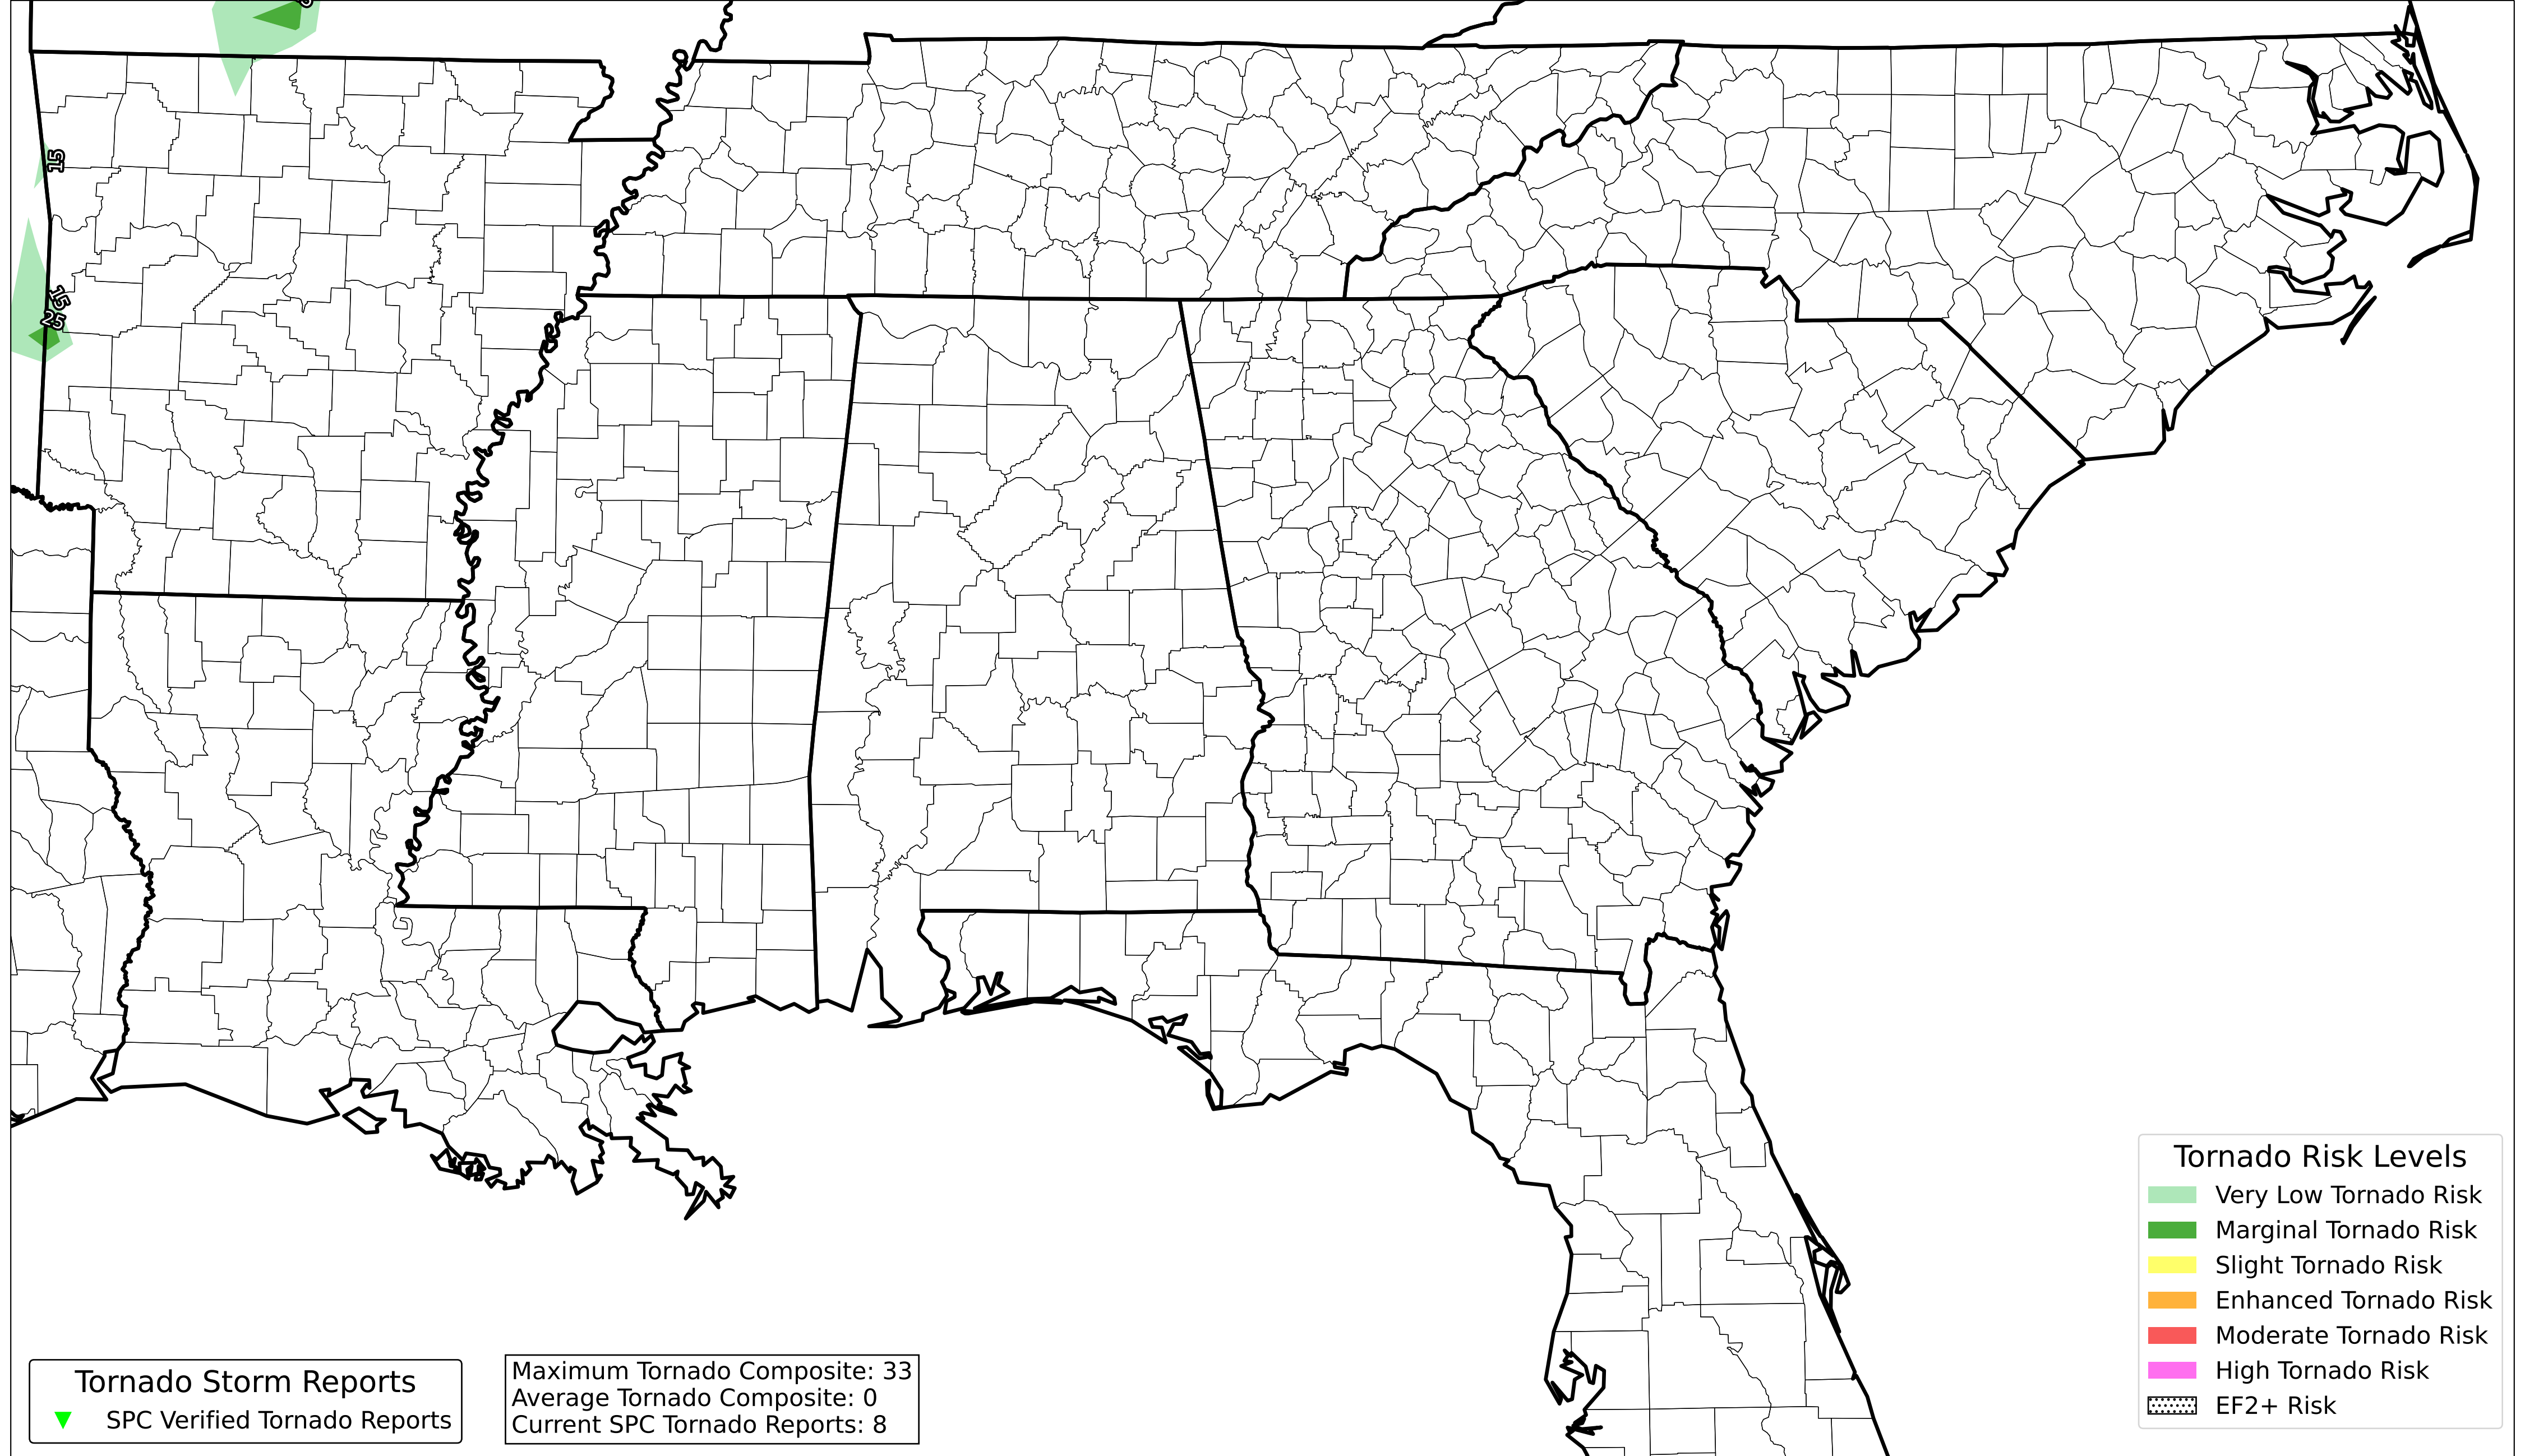 15
15
25
Tornado Risk Levels
Very Low Tornado Risk
Marginal Tornado Risk
Slight Tornado Risk
Enhanced Tornado Risk
Moderate Tornado Risk
High Tornado Risk
EF2+ Risk
Tornado Storm Reports
SPC Verified Tornado Reports
Maximum Tornado Composite: 33
Average Tornado Composite: 0
Current SPC Tornado Reports: 8